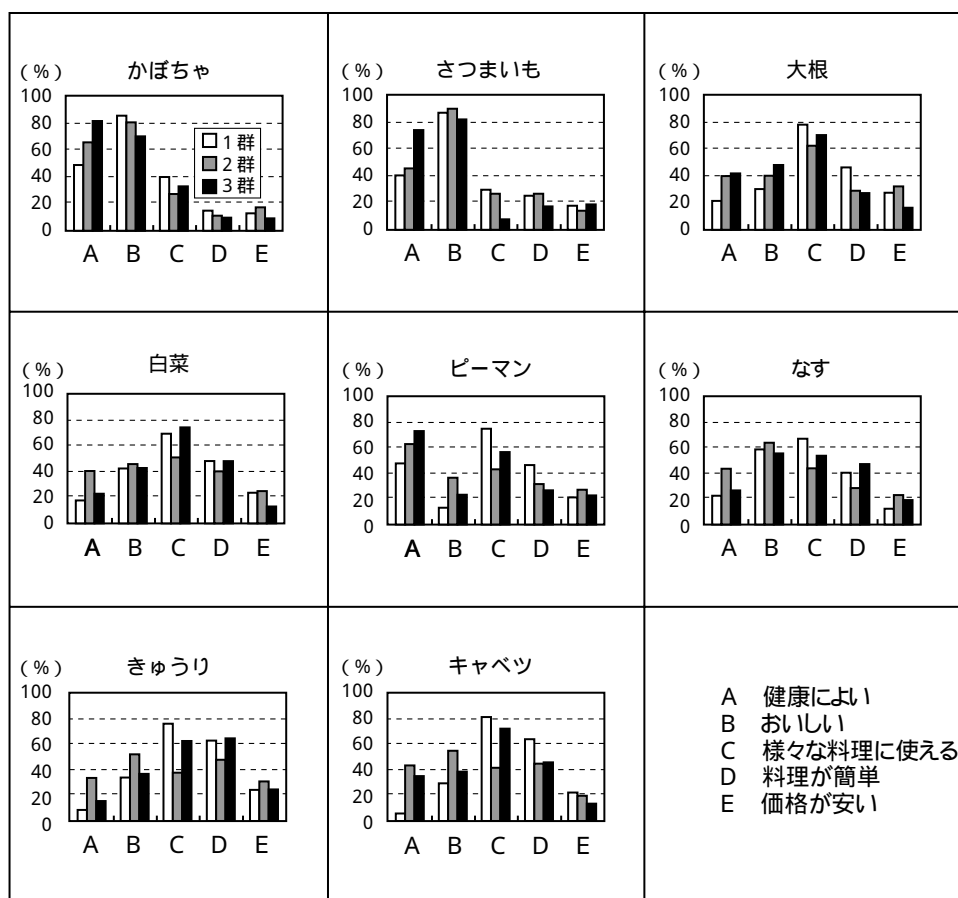 (%) かぼちゃ
100
80
60
40
20
0
1群
2群
3群
A B C D E
(%) さつまいも
100
80
60
40
20
0
A B C D E
(%) 大根
100
80
60
40
20
0
A B C D E
(%) 白菜
100
80
60
40
20
0
A B C D E
(%) ピーマン
100
80
60
40
20
0
A B C D E
(%) なす
100
80
60
40
20
0
A B C D E
(%) きゅうり
100
80
60
40
20
0
A B C D E
(%) キャベツ
100
80
60
40
20
0
A B C D E
A 健康によい
B おいしい
C 様々な料理に使える
D 料理が簡単
E 価格が安い